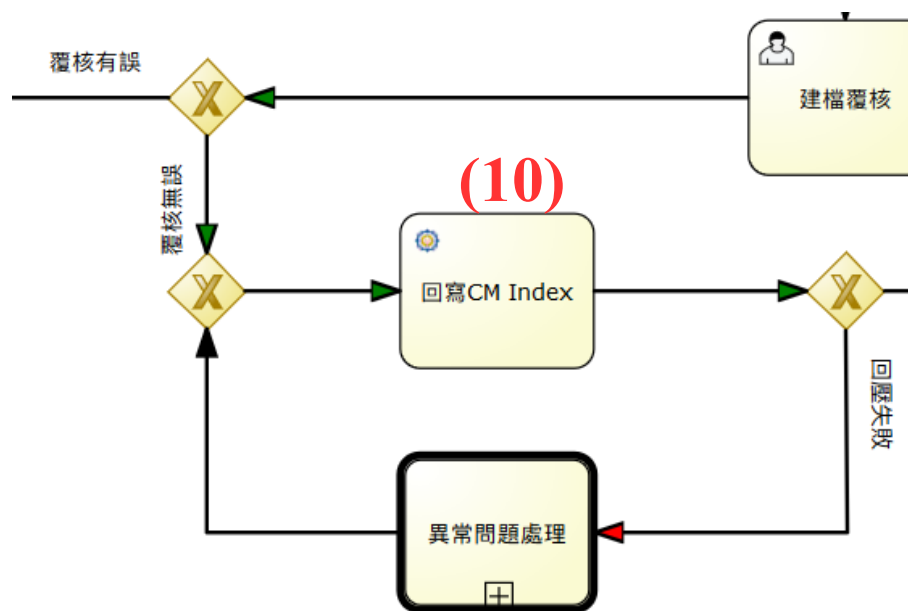 覆核有誤
建檔覆核
(10)
覆核無誤
回寫CM Index
回壓失敗
異常問題處理